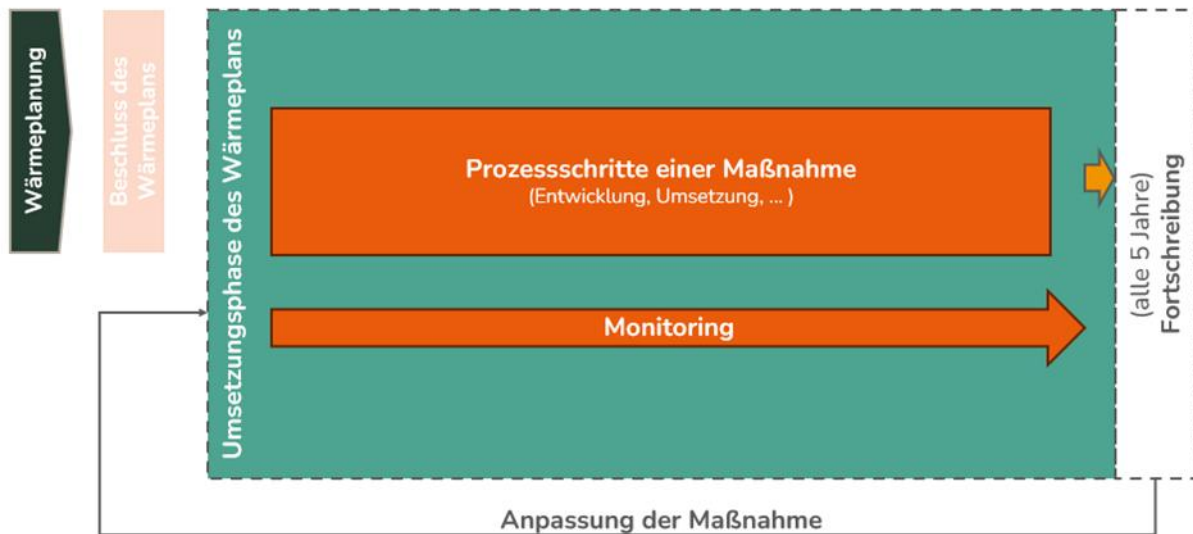 Wärmeplanung
Beschluss des
Wärmeplans
Umsetzungsphase des Wärmeplans
Prozessschritte einer Maßnahme
(Entwicklung, Umsetzung, ... )
Monitoring
(alle 5 Jahre)
Fortschreibung
Anpassung der Maßnahme